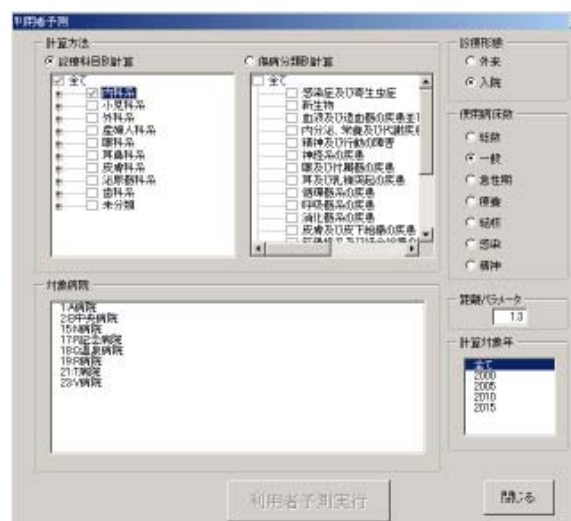 利用者予測
計算方法
診療科目別計算
全て
内科系
小児科系
外科系
産婦人科系
眼科系
耳鼻科系
皮膚科系
泌尿器科系
歯科系
未分類
傷病分類別計算
全て
感染症及び寄生虫症
新生物
血液及び造血器の疾患並び
内分泌、栄養及び代謝疾患
精神及び行動の障害
神経系の疾患
眼及び付属器の疾患
耳及び乳様突起の疾患
循環器系の疾患
呼吸器系の疾患
消化器系の疾患
皮膚及び皮下組織の疾患
診療形態
外来
入院
使用病床数
総数
一般
急性期
療養
結核
感染
精神
対象病院
1:A病院
2:B中央病院
15:N病院
17:P記念病院
18:Q温泉病院
19:R病院
21:T病院
23:V病院
距離パラメータ
1.3
計算対象年
全て
2000
2005
2010
2015
利用者予測実行
閉じる